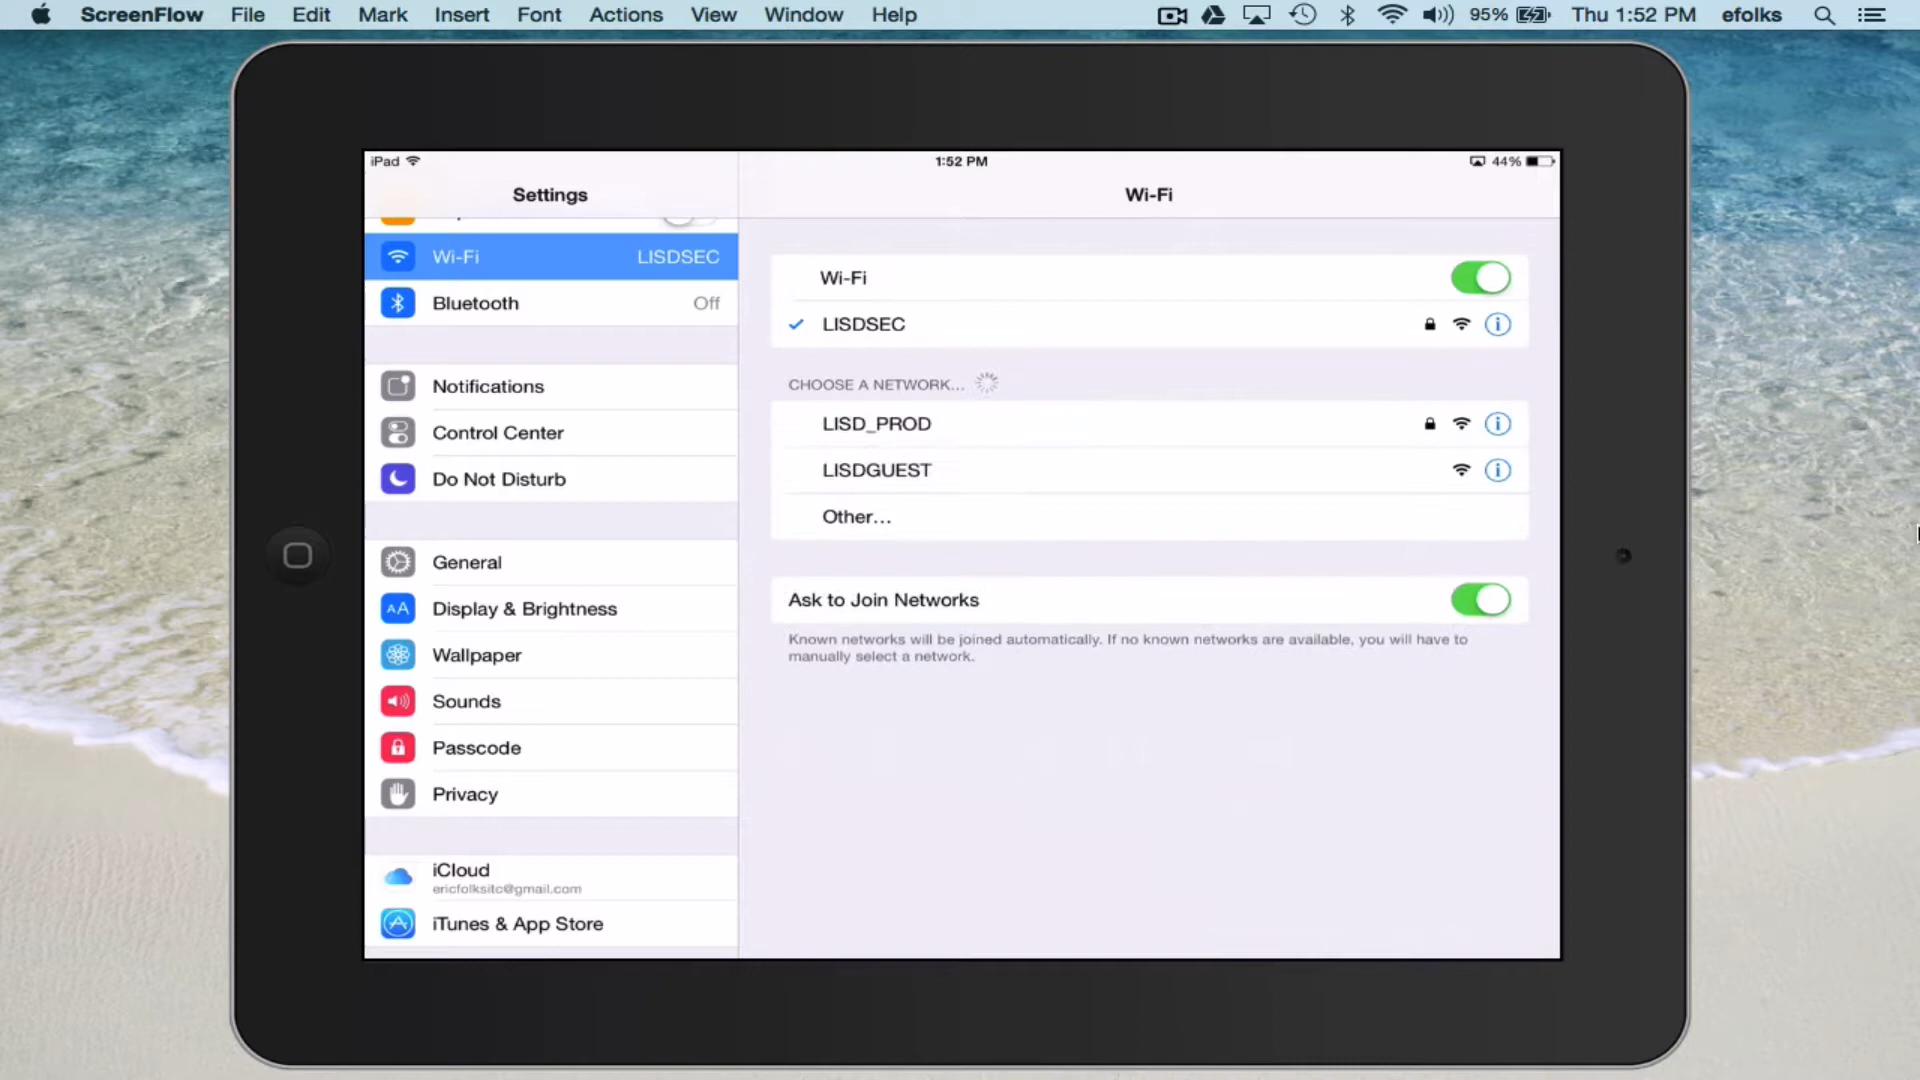 ScreenFlow File Edit Mark Insert Font Actions View Window Help 95% Thu 1:52 PM efolks
iPad 1:52 PM 44%
Settings
Wi-Fi
Wi-Fi LISDSEC
Bluetooth Off
Notifications
Control Center
Do Not Disturb
General
AA Display & Brightness
Wallpaper
Sounds
Passcode
Privacy
iCloud
ericfolksitc@gmail.com
iTunes & App Store
Wi-Fi
LISDSEC
CHOOSE A NETWORK...
LISD_PROD
LISDGUEST
Other...
Ask to Join Networks
Known networks will be joined automatically. If no known networks are available, you will have to
manually select a network.